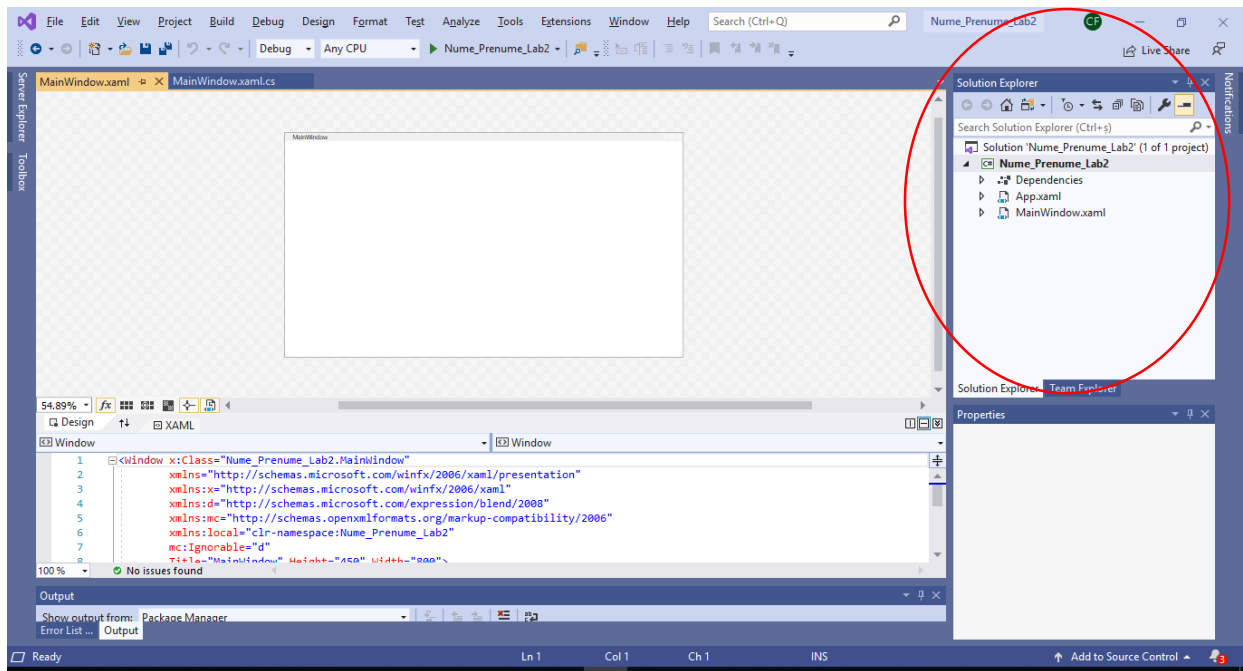 File Edit View Project Build Debug Design Format Test Analyze Tools Extensions Window Help Search (Ctrl+Q) Nume_Prenume_Lab2 CF
Debug Any CPU Nume_Prenume_Lab2 Live Share
Server Explorer
Toolbox
MainWindow.xaml MainWindow.xaml.cs
MainWindow
54.89%
Design XAML
Window Window
1 <Window x:Class="Nume_Prenume_Lab2.MainWindow"
2 xmlns="http://schemas.microsoft.com/winfx/2006/xaml/presentation"
3 xmlns:x="http://schemas.microsoft.com/winfx/2006/xaml"
4 xmlns:d="http://schemas.microsoft.com/expression/blend/2008"
5 xmlns:mc="http://schemas.openxmlformats.org/markup-compatibility/2006"
6 xmlns:local="clr-namespace:Nume_Prenume_Lab2"
7 mc:Ignorable="d"
8 Title="MainWindow" Height="450" Width="800">
100 % No issues found
Output
Show output from: Package Manager
Error List ... Output
Solution Explorer
Search Solution Explorer (Ctrl+ș)
Solution 'Nume_Prenume_Lab2' (1 of 1 project)
C# Nume_Prenume_Lab2
Dependencies
App.xaml
MainWindow.xaml
Solution Explorer Team Explorer
Properties
Notifications
Ready Ln 1 Col 1 Ch 1 INS Add to Source Control 3